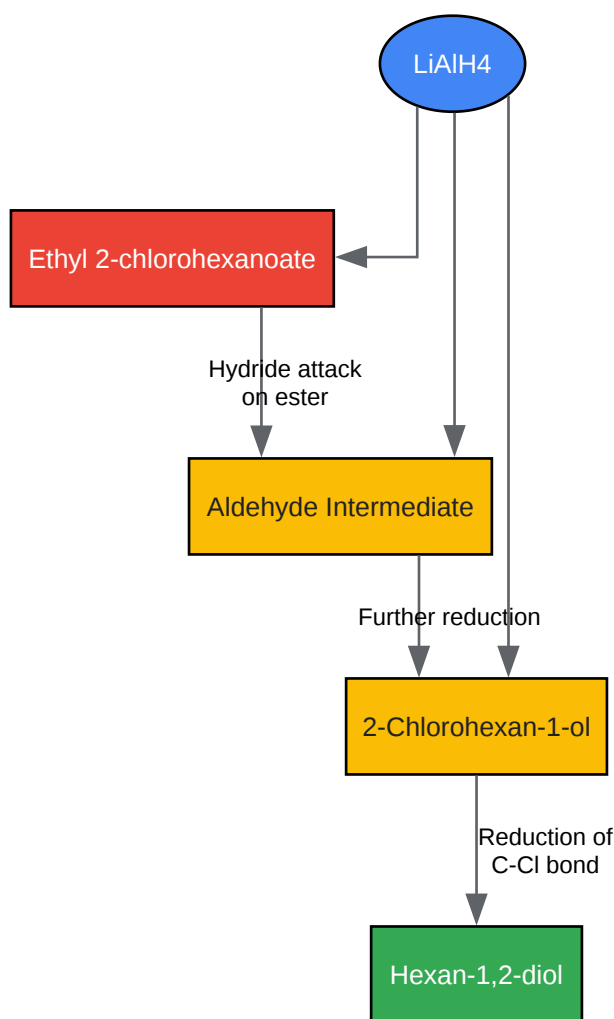 LiAlH4
Ethyl 2-chlorohexanoate
Hydride attack
on ester
Aldehyde Intermediate
Further reduction
2-Chlorohexan-1-ol
Reduction of
C-Cl bond
Hexan-1,2-diol